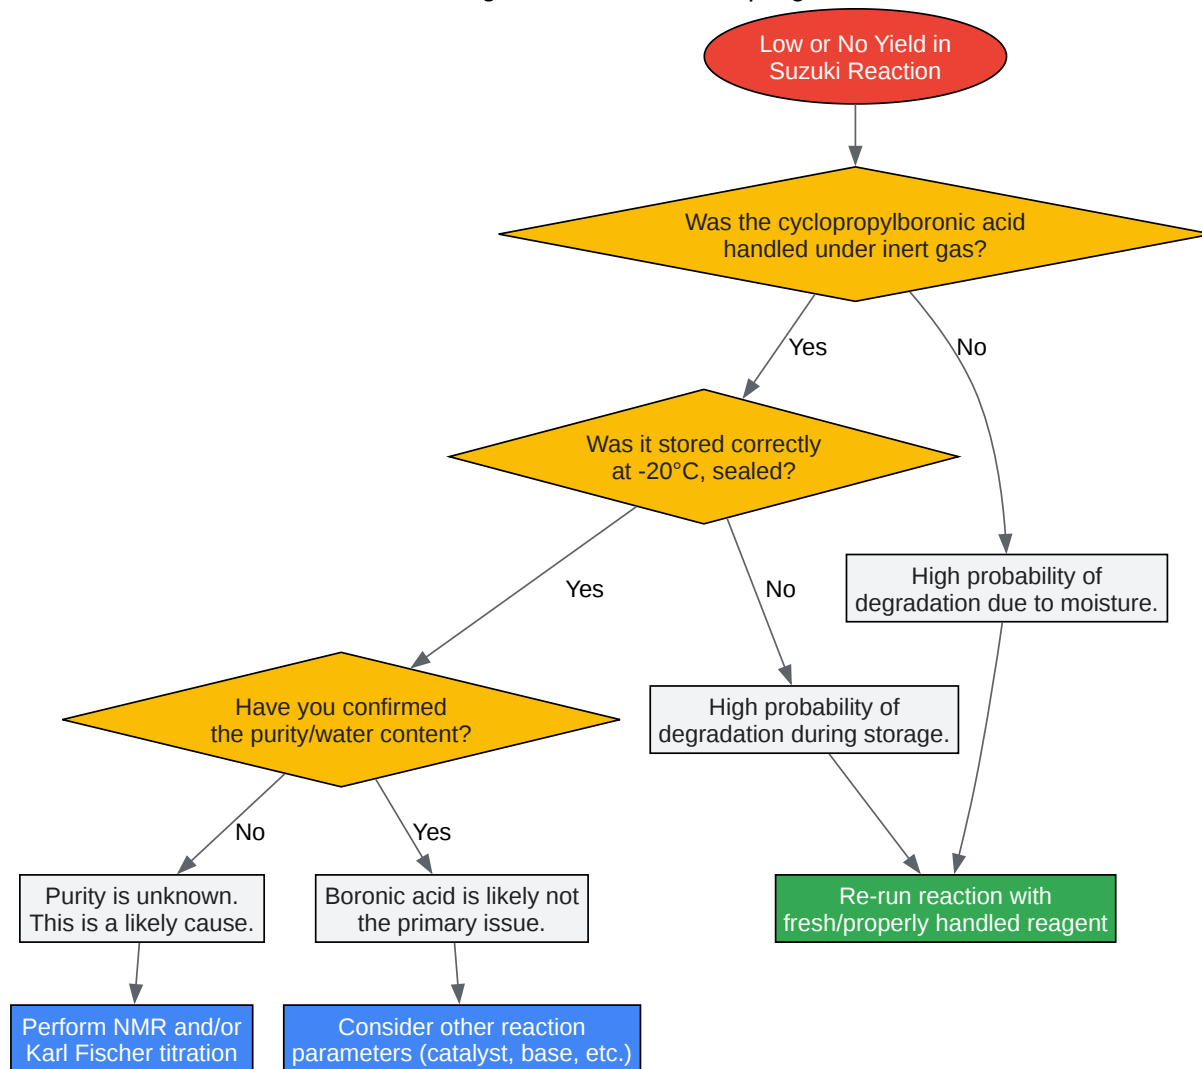 Low or No Yield in
Suzuki Reaction
Was the cyclopropylboronic acid
handled under inert gas?
Yes
No
Was it stored correctly
at -20°C, sealed?
Yes
No
High probability of
degradation due to moisture.
Have you confirmed
the purity/water content?
High probability of
degradation during storage.
No
Yes
Purity is unknown.
This is a likely cause.
Boronic acid is likely not
the primary issue.
Re-run reaction with
fresh/properly handled reagent
Perform NMR and/or
Karl Fischer titration
Consider other reaction
parameters (catalyst, base, etc.)